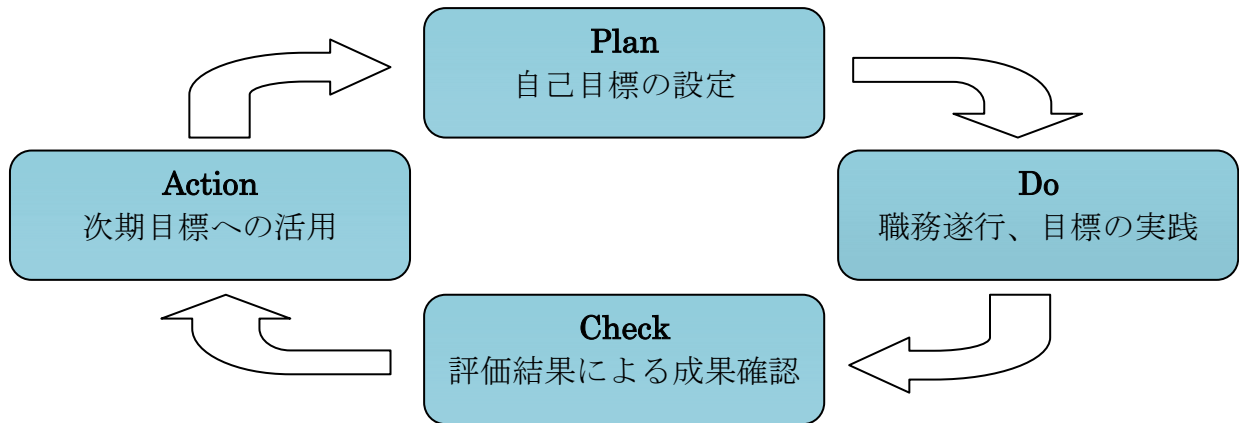 Plan
自己目標の設定
Action
次期目標への活用
Do
職務遂行、目標の実践
Check
評価結果による成果確認